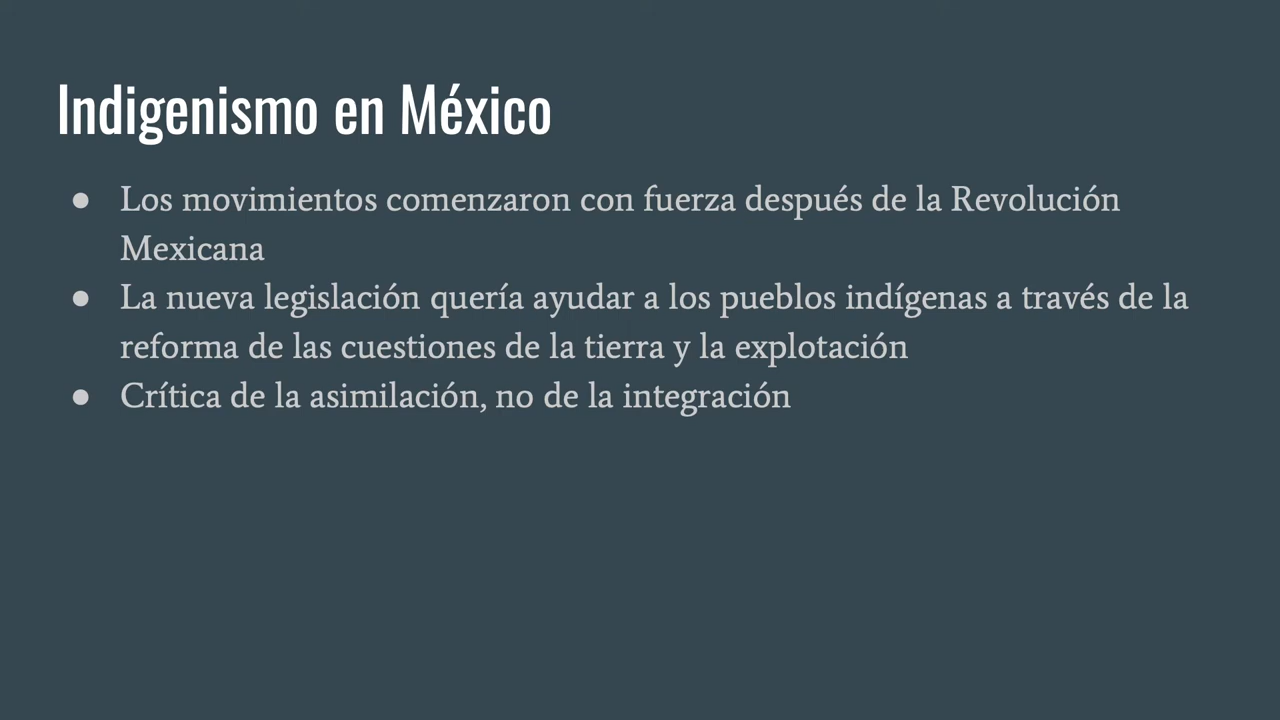 Indigenismo en México
● Los movimientos comenzaron con fuerza después de la Revolución
Mexicana
● La nueva legislación quería ayudar a los pueblos indígenas a través de la
reforma de las cuestiones de la tierra y la explotación
● Crítica de la asimilación, no de la integración